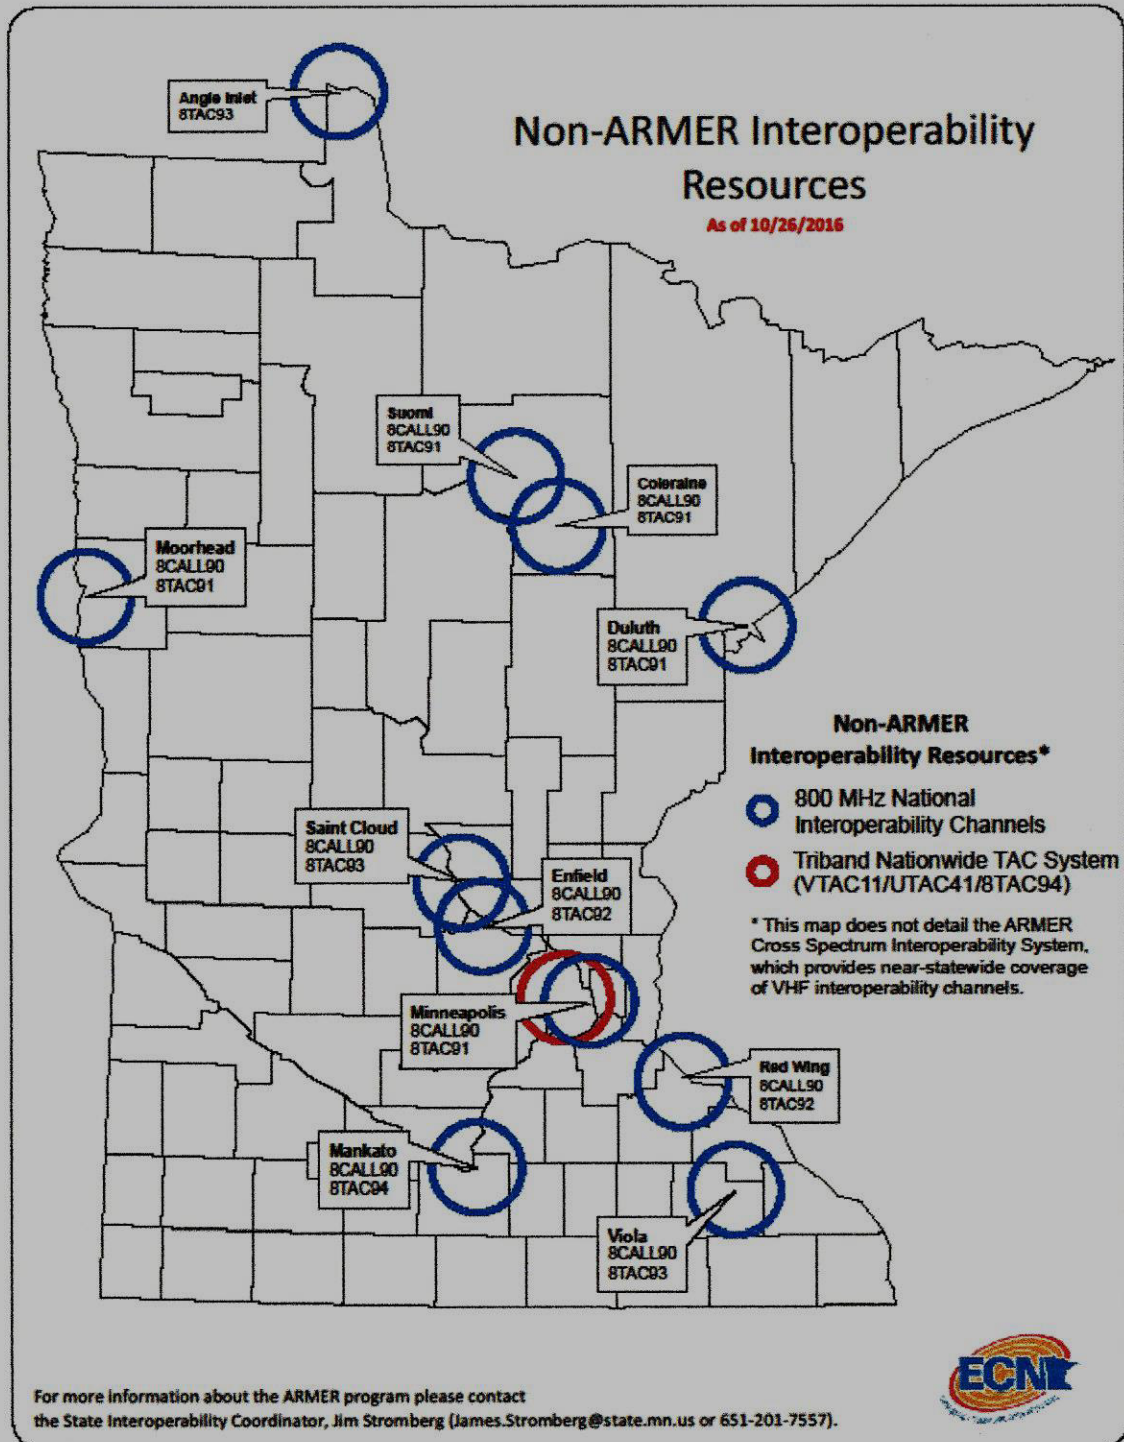 Non-ARMER Interoperability
Resources
As of 10/26/2016
Angle Inlet
8TAC93
Suomi
8CALL90
8TAC91
Coleraine
8CALL90
8TAC91
Moorhead
8CALL90
8TAC91
Duluth
8CALL90
8TAC91
Non-ARMER
Interoperability Resources*
800 MHz National
Interoperability Channels
Triband Nationwide TAC System
(VTAC11/UTAC41/8TAC94)
* This map does not detail the ARMER
Cross Spectrum Interoperability System,
which provides near-statewide coverage
of VHF interoperability channels.
Saint Cloud
8CALL90
8TAC93
Enfield
8CALL90
8TAC92
Minneapolis
8CALL90
8TAC91
Red Wing
8CALL90
8TAC92
Mankato
8CALL90
8TAC94
Viola
8CALL90
8TAC93
ECN
For more information about the ARMER program please contact
the State Interoperability Coordinator, Jim Stromberg (James.Stromberg@state.mn.us or 651-201-7557).